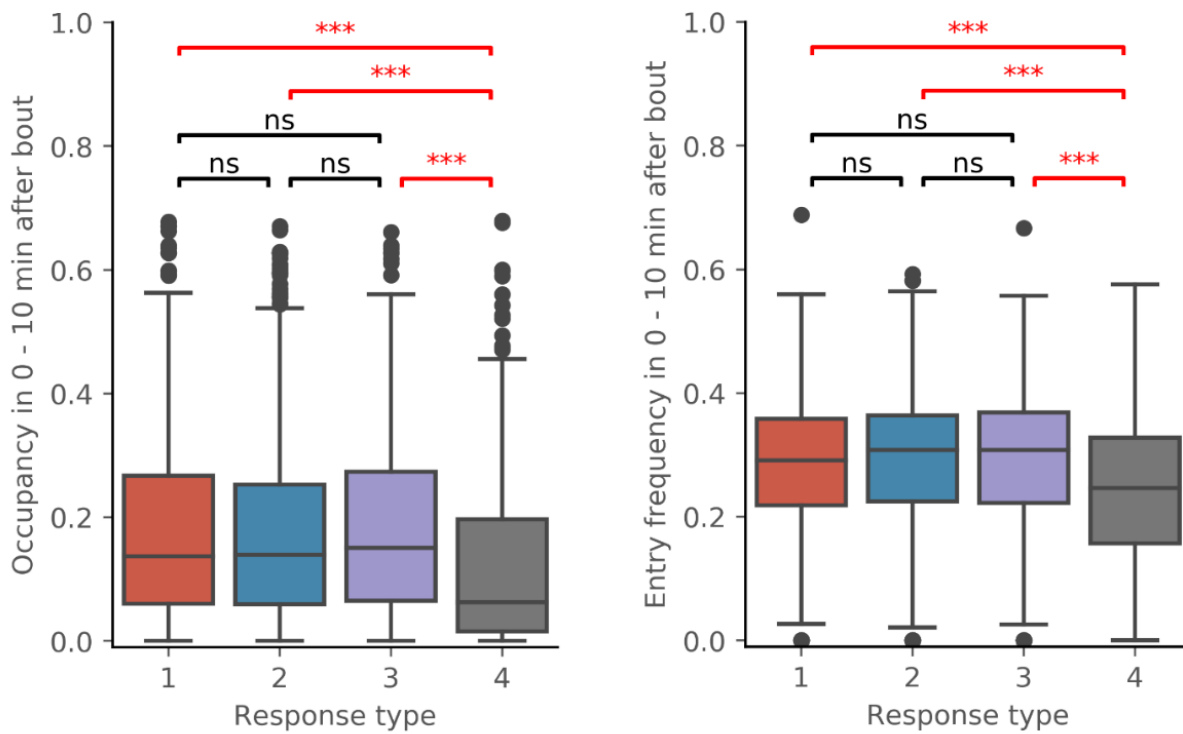 Occupancy in 0 - 10 min after bout
1.0
0.8
0.6
0.4
0.2
0.0
***
***
ns
ns
ns
***
1 2 3 4
Response type
Entry frequency in 0 - 10 min after bout
1.0
0.8
0.6
0.4
0.2
0.0
***
***
ns
ns
ns
***
1 2 3 4
Response type